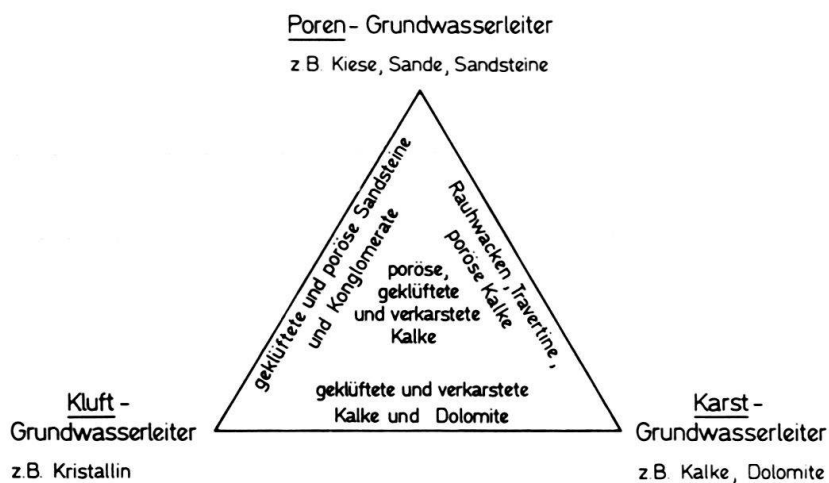 Poren - Grundwasserleiter
z.B. Kiese, Sande, Sandsteine
geklüftete und poröse Sandsteine
und Konglomerate
Rauhwacken, Travertine,
poröse Kalke
poröse,
geklüftete
und verkarstete
Kalke
geklüftete und verkarstete
Kalke und Dolomite
Kluft -
Grundwasserleiter
z.B. Kristallin
Karst -
Grundwasserleiter
z.B. Kalke, Dolomite